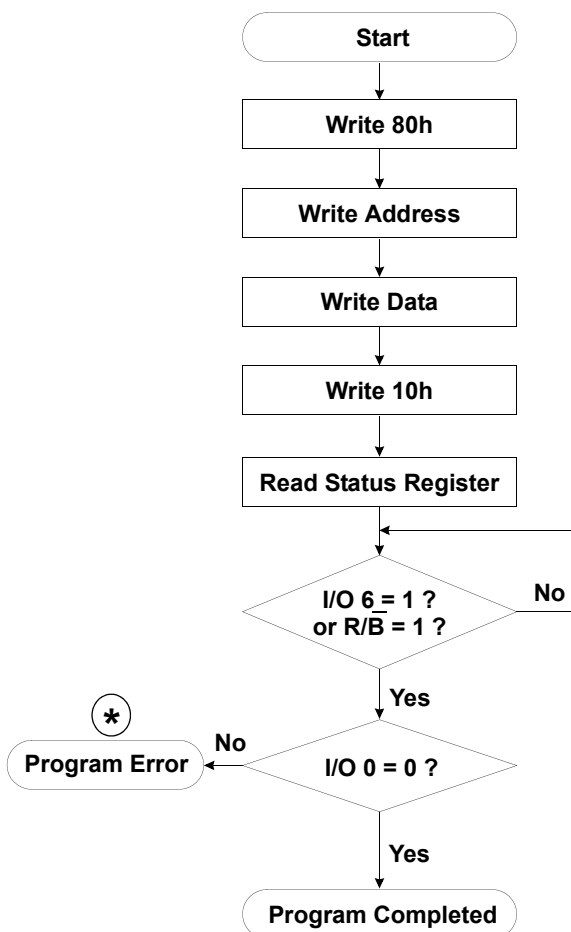 Start
Write 80h
Write Address
Write Data
Write 10h
Read Status Register
I/O 6 = 1 ?
or R/B̅ = 1 ?
No
Yes
*
No
Program Error
I/O 0 = 0 ?
Yes
Program Completed